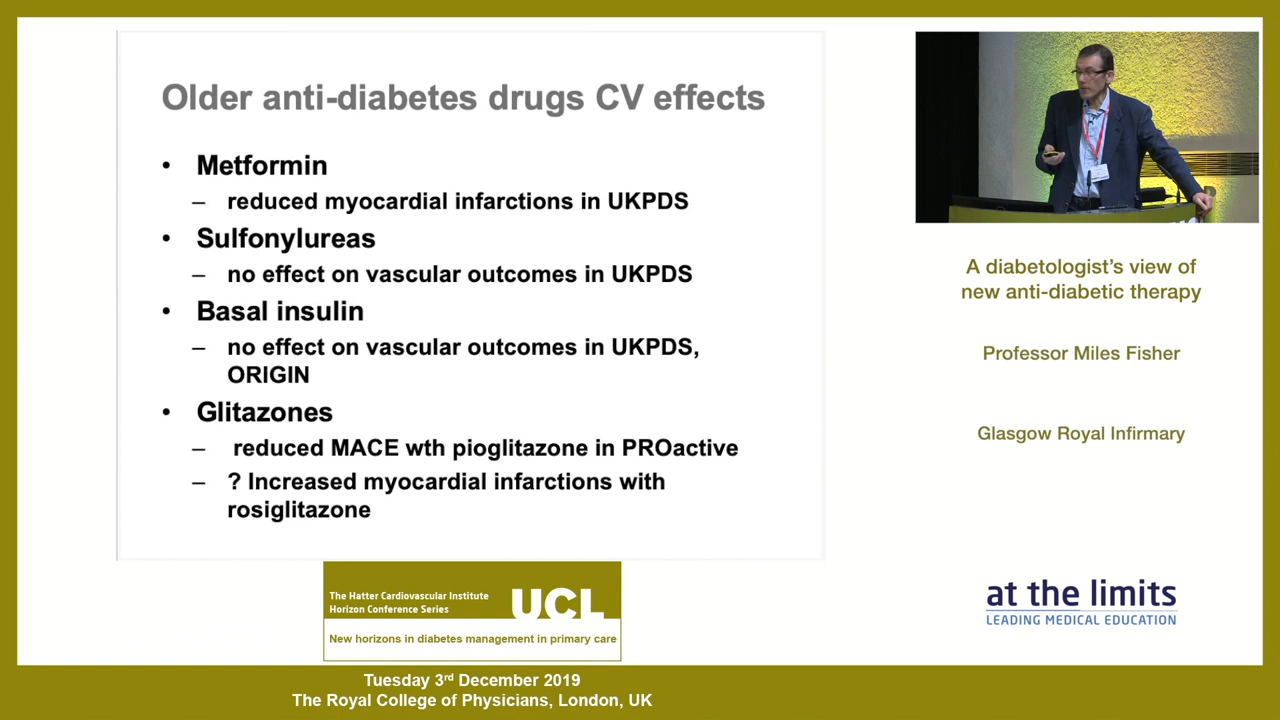 Older anti-diabetes drugs CV effects
• Metformin
– reduced myocardial infarctions in UKPDS
• Sulfonylureas
– no effect on vascular outcomes in UKPDS
• Basal insulin
– no effect on vascular outcomes in UKPDS,
ORIGIN
• Glitazones
– reduced MACE wth pioglitazone in PROactive
– ? Increased myocardial infarctions with
rosiglitazone
A diabetologist’s view of
new anti-diabetic therapy
Professor Miles Fisher
Glasgow Royal Infirmary
The Hatter Cardiovascular Institute
Horizon Conference Series
UCL
New horizons in diabetes management in primary care
at the limits
LEADING MEDICAL EDUCATION
Tuesday 3rd December 2019
The Royal College of Physicians, London, UK